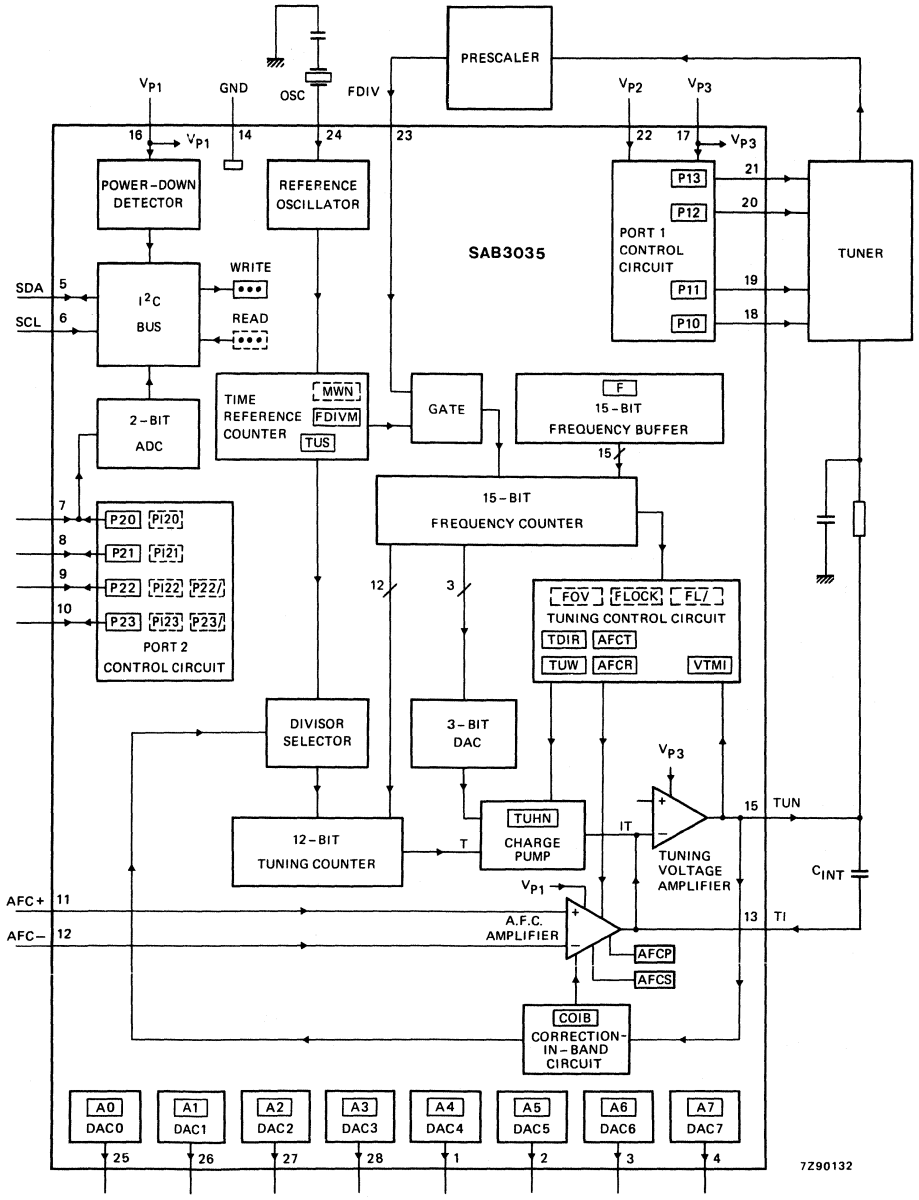 PRESCALER
OSC
FDIV
VP1
GND
VP2
VP3
16
VP1
14
24
23
22
17
VP3
POWER-DOWN
DETECTOR
REFERENCE
OSCILLATOR
SAB3035
PORT 1
CONTROL
CIRCUIT
P13
P12
P11
P10
21
20
19
18
TUNER
SDA
5
SCL
6
I²C
BUS
WRITE
READ
2-BIT
ADC
TIME
REFERENCE
COUNTER
MWN
FDIVM
TUS
GATE
F
15-BIT
FREQUENCY BUFFER
15
15-BIT
FREQUENCY COUNTER
7
P20 PI20
8
P21 PI21
9
P22 PI22 P22/
10
P23 PI23 P23/
PORT 2
CONTROL CIRCUIT
12
3
FOV FLOCK FL/
TUNING CONTROL CIRCUIT
TDIR AFCT
TUW AFCR VTMI
DIVISOR
SELECTOR
3-BIT
DAC
VP3
12-BIT
TUNING COUNTER
T
TUHN
CHARGE
PUMP
IT
+
−
TUNING
VOLTAGE
AMPLIFIER
15 TUN
CINT
VP1
AFC+ 11
AFC− 12
A.F.C.
AMPLIFIER
+
−
13 TI
AFCP
AFCS
COIB
CORRECTION-
IN-BAND
CIRCUIT
A0
DAC0
A1
DAC1
A2
DAC2
A3
DAC3
A4
DAC4
A5
DAC5
A6
DAC6
A7
DAC7
25
26
27
28
1
2
3
4
7Z90132